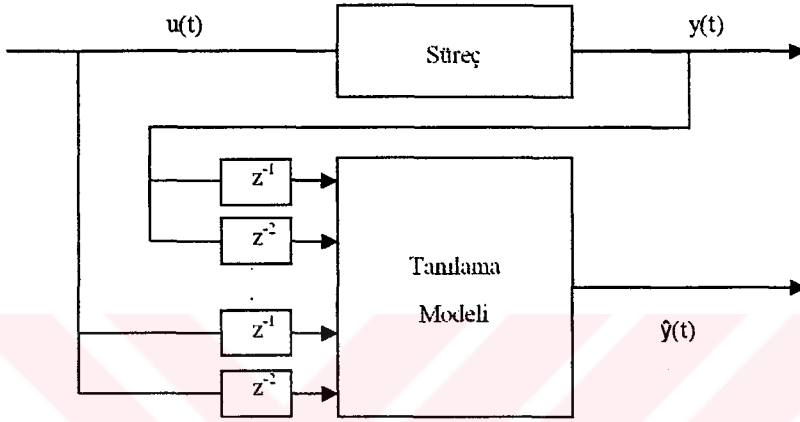 u(t)
y(t)
Süreç
z⁻¹
z⁻²
Tanılama
Modeli
z⁻¹
z⁻²
ŷ(t)